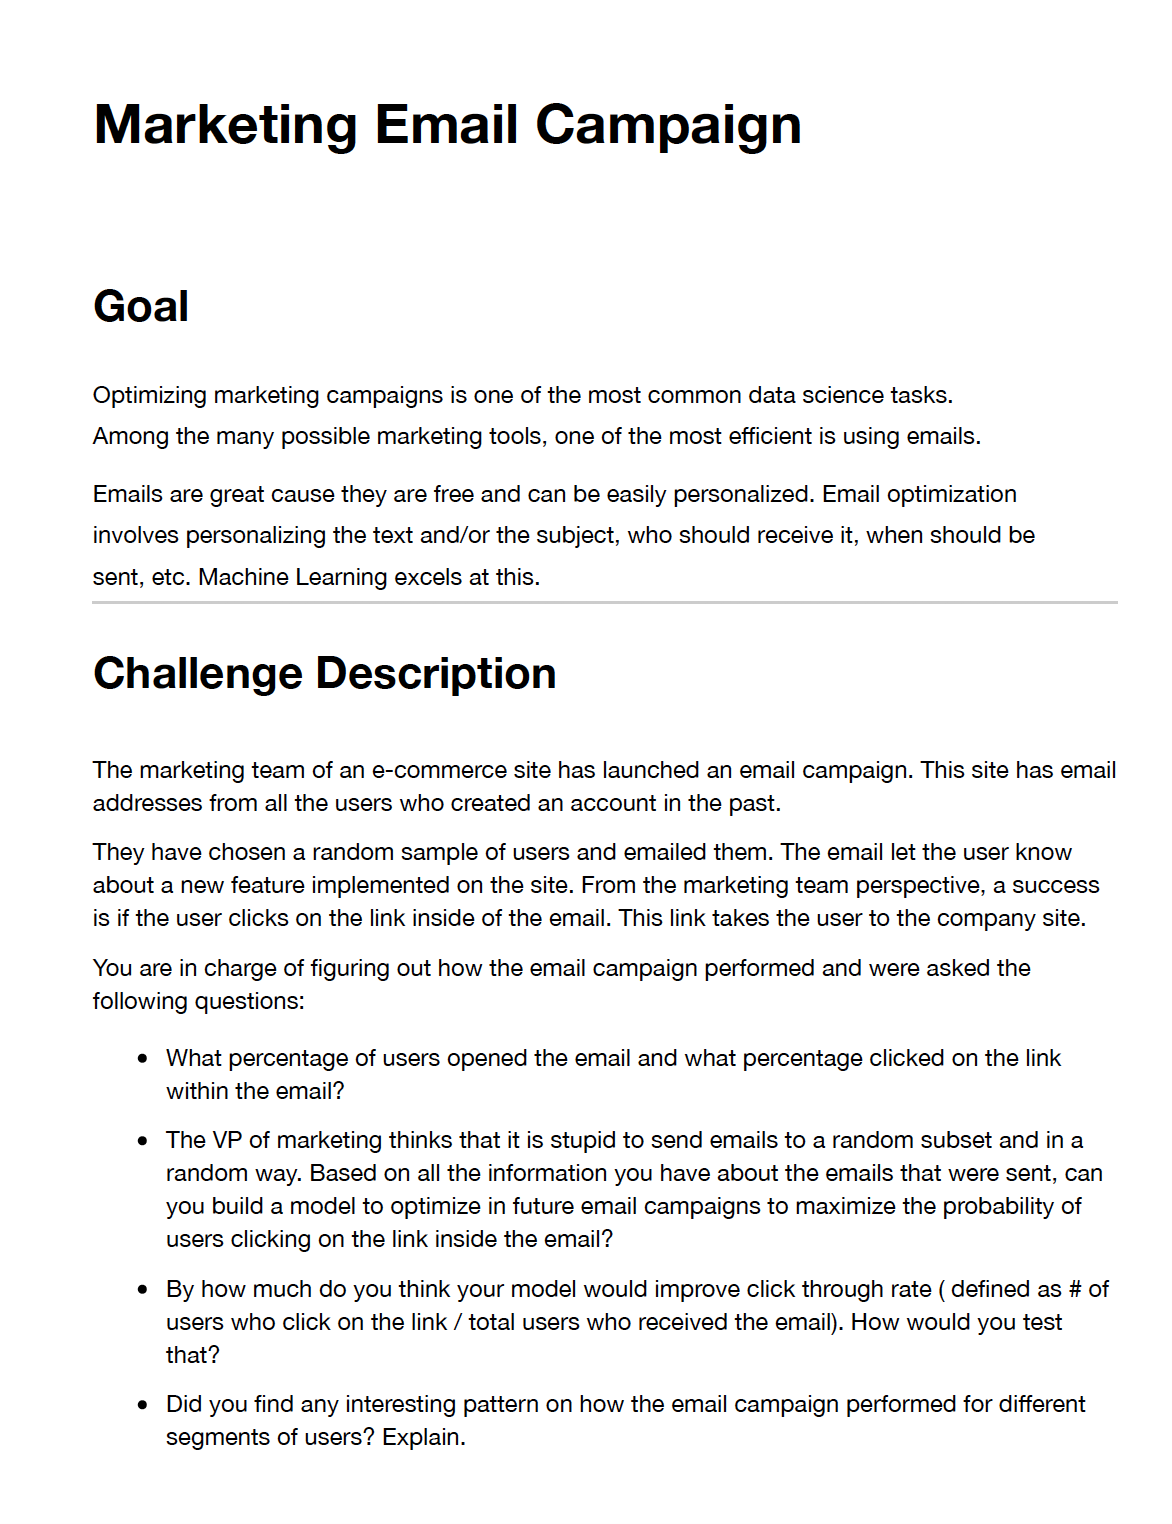 Marketing Email Campaign
Goal
Optimizing marketing campaigns is one of the most common data science tasks.
Among the many possible marketing tools, one of the most efficient is using emails.
Emails are great cause they are free and can be easily personalized. Email optimization
involves personalizing the text and/or the subject, who should receive it, when should be
sent, etc. Machine Learning excels at this.
Challenge Description
The marketing team of an e-commerce site has launched an email campaign. This site has email
addresses from all the users who created an account in the past.
They have chosen a random sample of users and emailed them. The email let the user know
about a new feature implemented on the site. From the marketing team perspective, a success
is if the user clicks on the link inside of the email. This link takes the user to the company site.
You are in charge of figuring out how the email campaign performed and were asked the
following questions:
• What percentage of users opened the email and what percentage clicked on the link
within the email?
• The VP of marketing thinks that it is stupid to send emails to a random subset and in a
random way. Based on all the information you have about the emails that were sent, can
you build a model to optimize in future email campaigns to maximize the probability of
users clicking on the link inside the email?
• By how much do you think your model would improve click through rate ( defined as # of
users who click on the link / total users who received the email). How would you test
that?
• Did you find any interesting pattern on how the email campaign performed for different
segments of users? Explain.